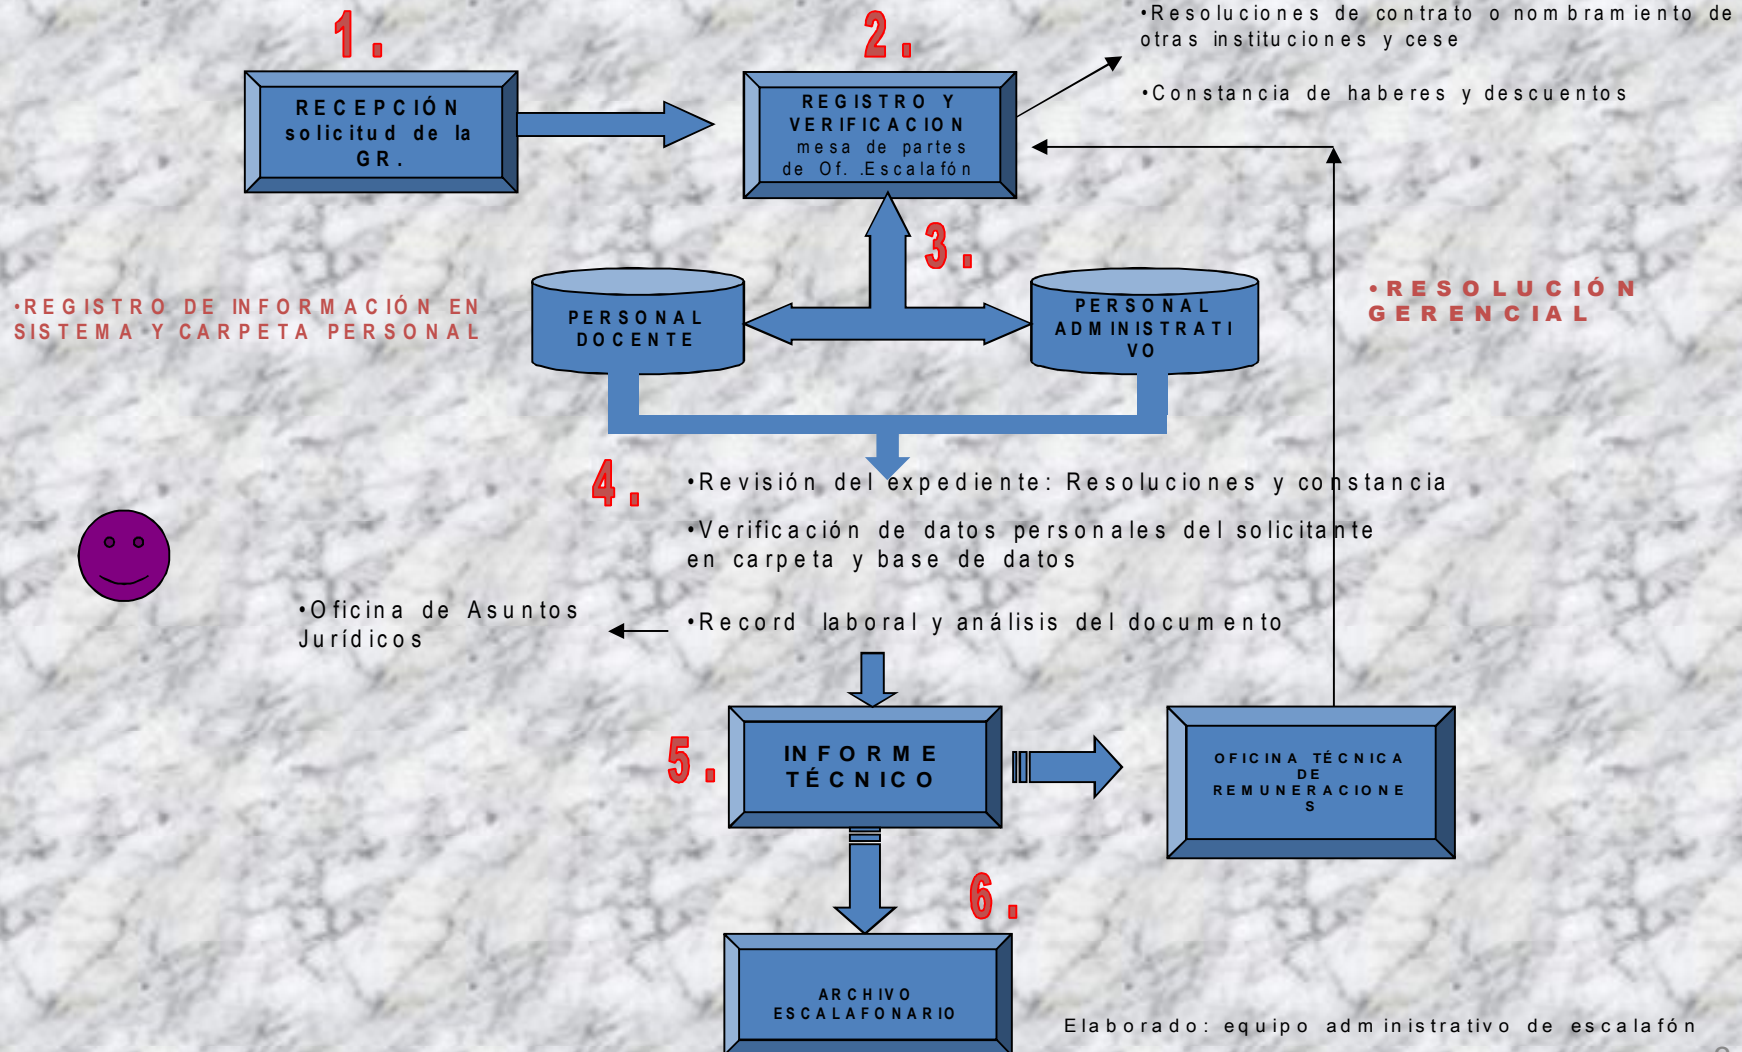 1.
2.
•Resoluciones de contrato o nombramiento de
otras instituciones y cese
•Constancia de haberes y descuentos
RECEPCIÓN
solicitud de la
GR.
REGISTRO Y
VERIFICACION
mesa de partes
de Of. .Escalafón
3.
•REGISTRO DE INFORMACIÓN EN
SISTEMA Y CARPETA PERSONAL
PERSONAL
DOCENTE
PERSONAL
ADMINISTRATI
VO
•RESOLUCIÓN
GERENCIAL
4.
•Revisión del expediente: Resoluciones y constancia
•Verificación de datos personales del solicitante
en carpeta y base de datos
•Oficina de Asuntos
Jurídicos
•Record laboral y análisis del documento
5.
INFORME
TÉCNICO
OFICINA TÉCNICA
DE
REMUNERACIONE
S
6.
ARCHIVO
ESCALAFONARIO
Elaborado: equipo administrativo de escalafón